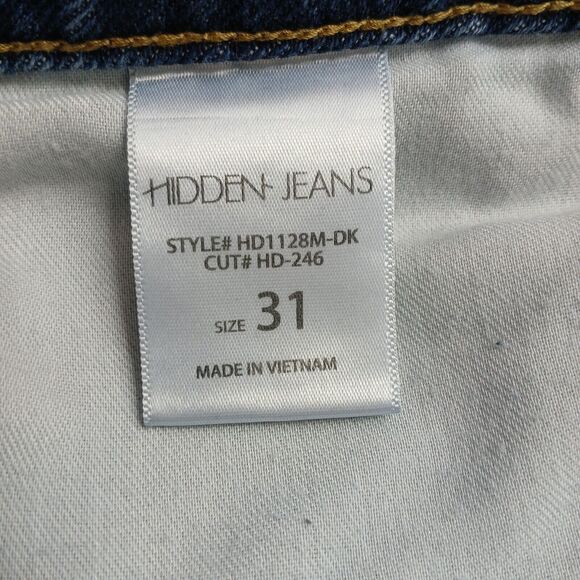 HIDDEN JEANS
STYLE# HD1128M-DK
CUT# HD-246
SIZE 31
MADE IN VIETNAM